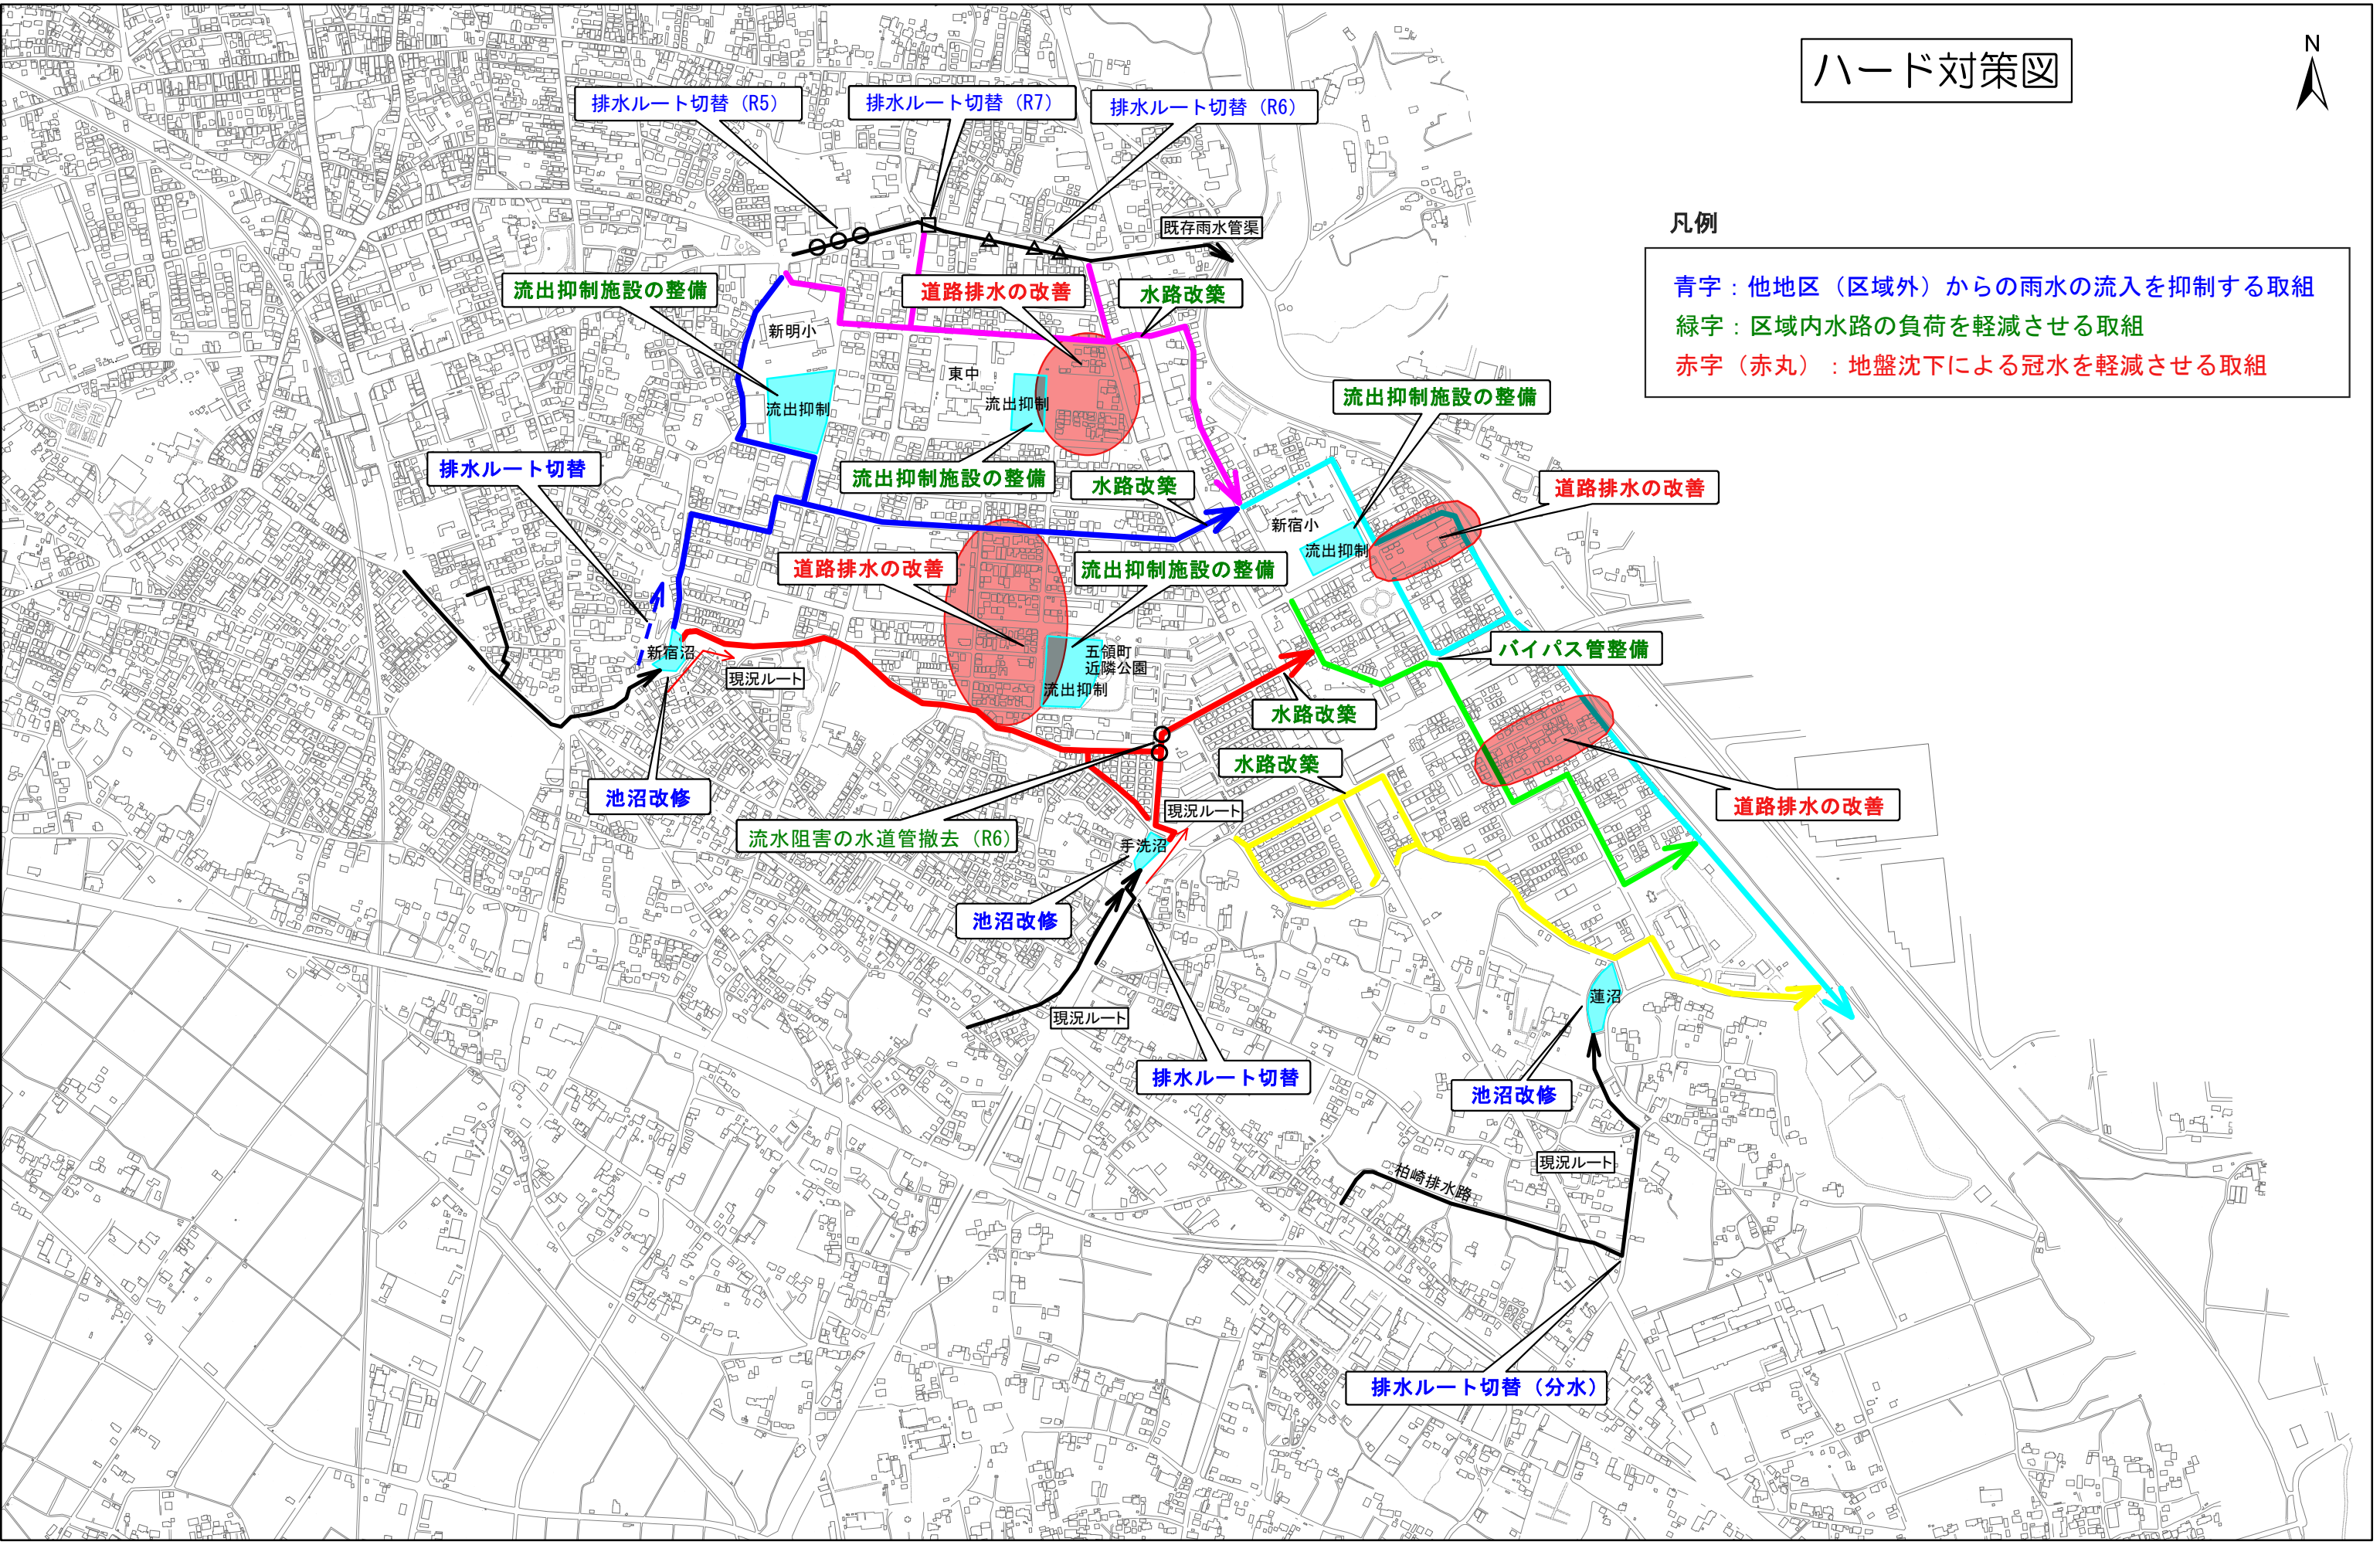 ハード対策図
N
排水ルート切替（R5）
排水ルート切替（R7）
排水ルート切替（R6）
既存雨水管渠
凡例
青字：他地区（区域外）からの雨水の流入を抑制する取組
緑字：区域内水路の負荷を軽減させる取組
赤字（赤丸）：地盤沈下による冠水を軽減させる取組
流出抑制施設の整備
道路排水の改善
水路改築
新明小
東中
流出抑制
流出抑制
流出抑制施設の整備
排水ルート切替
流出抑制施設の整備
水路改築
道路排水の改善
新宿小
流出抑制
道路排水の改善
流出抑制施設の整備
新宿沼
現況ルート
五領町
近隣公園
流出抑制
バイパス管整備
水路改築
水路改築
池沼改修
流水阻害の水道管撤去（R6）
現況ルート
手洗沼
道路排水の改善
池沼改修
蓮沼
現況ルート
排水ルート切替
池沼改修
現況ルート
柏崎排水路
排水ルート切替（分水）